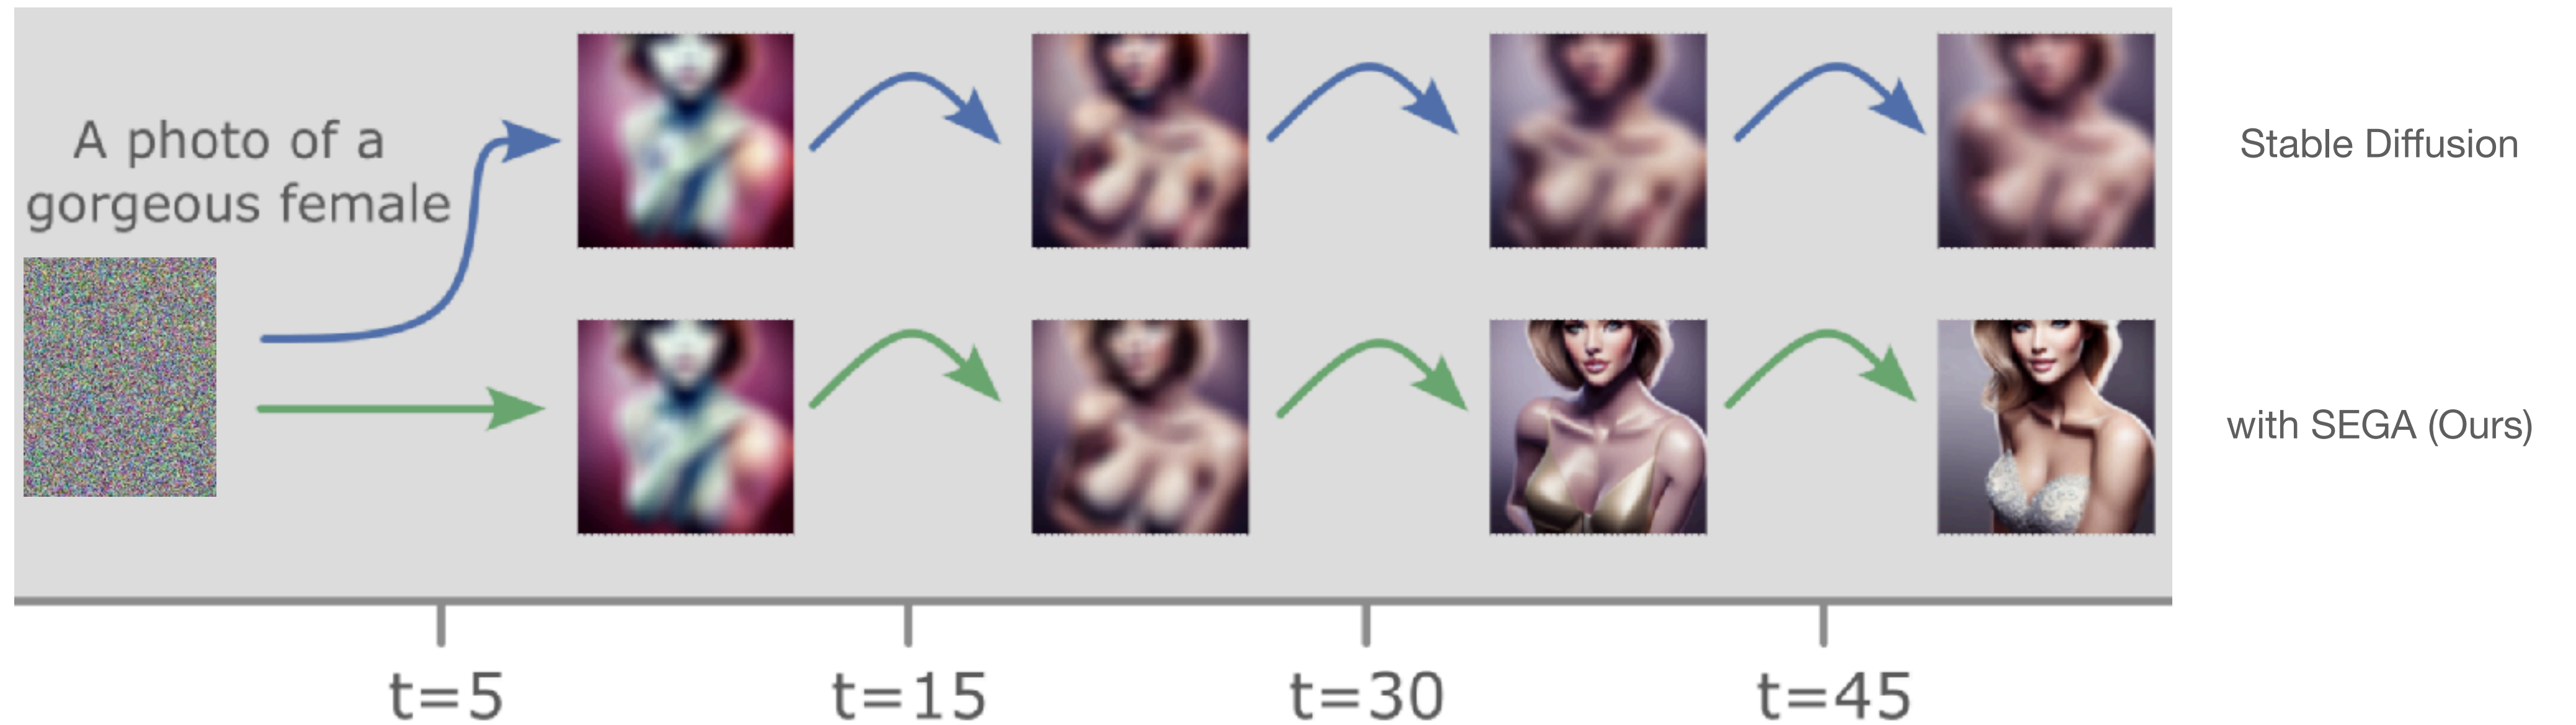 A photo of a
gorgeous female
Stable Diffusion
with SEGA (Ours)
t=5
t=15
t=30
t=45